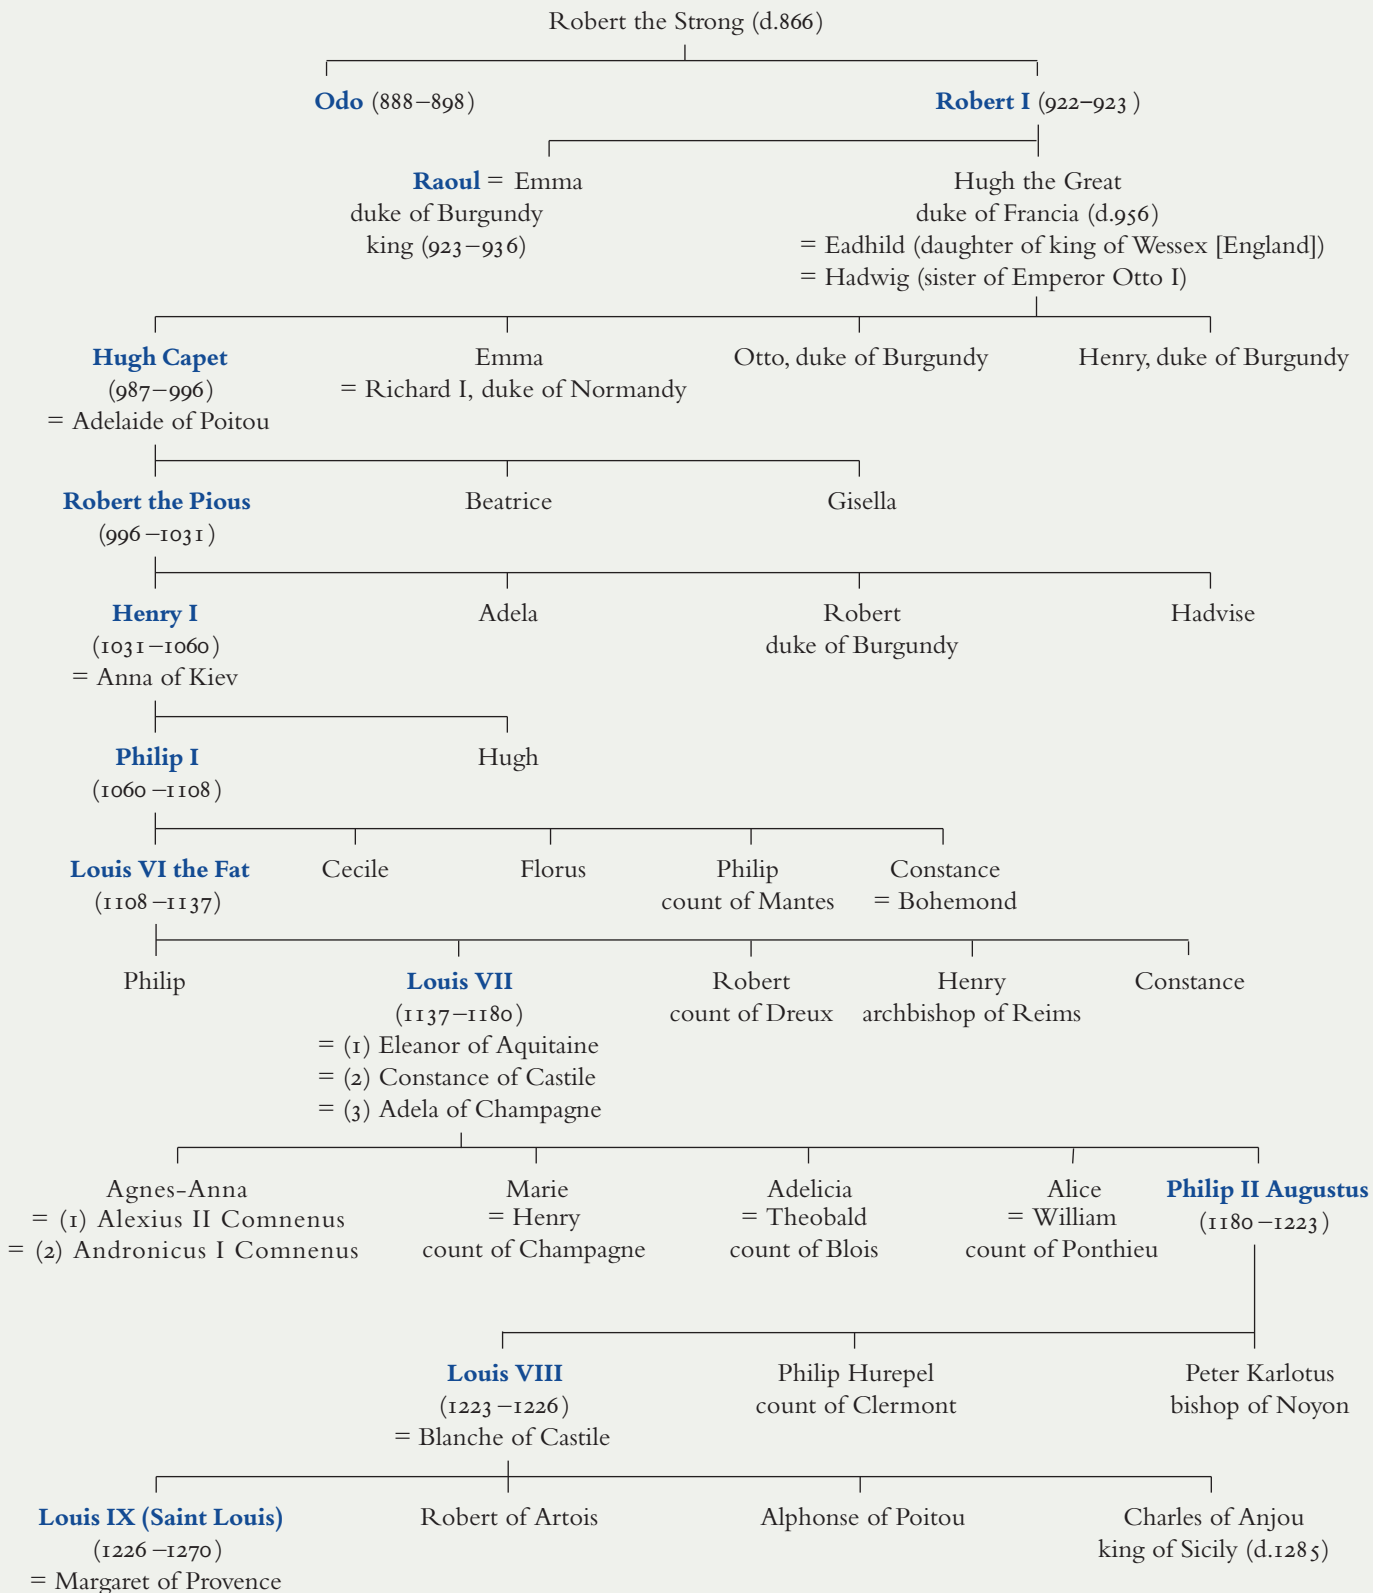 Robert the Strong (d.866)
Odo (888–898)
Robert I (922–923 )
Raoul = Emma
duke of Burgundy
king (923–936)
Hugh the Great
duke of Francia (d.956)
= Eadhild (daughter of king of Wessex [England])
= Hadwig (sister of Emperor Otto I)
Hugh Capet
(987–996)
= Adelaide of Poitou
Emma
= Richard I, duke of Normandy
Otto, duke of Burgundy
Henry, duke of Burgundy
Robert the Pious
(996–1031)
Beatrice
Gisella
Henry I
(1031–1060)
= Anna of Kiev
Adela
Robert
duke of Burgundy
Hadvise
Philip I
(1060–1108)
Hugh
Louis VI the Fat
(1108–1137)
Cecile
Florus
Philip
count of Mantes
Constance
= Bohemond
Philip
Louis VII
(1137–1180)
= (1) Eleanor of Aquitaine
= (2) Constance of Castile
= (3) Adela of Champagne
Robert
count of Dreux
Henry
archbishop of Reims
Constance
Agnes-Anna
= (1) Alexius II Comnenus
= (2) Andronicus I Comnenus
Marie
= Henry
count of Champagne
Adelicia
= Theobald
count of Blois
Alice
= William
count of Ponthieu
Philip II Augustus
(1180–1223)
Louis VIII
(1223–1226)
= Blanche of Castile
Philip Hurepel
count of Clermont
Peter Karlotus
bishop of Noyon
Louis IX (Saint Louis)
(1226–1270)
= Margaret of Provence
Robert of Artois
Alphonse of Poitou
Charles of Anjou
king of Sicily (d.1285)